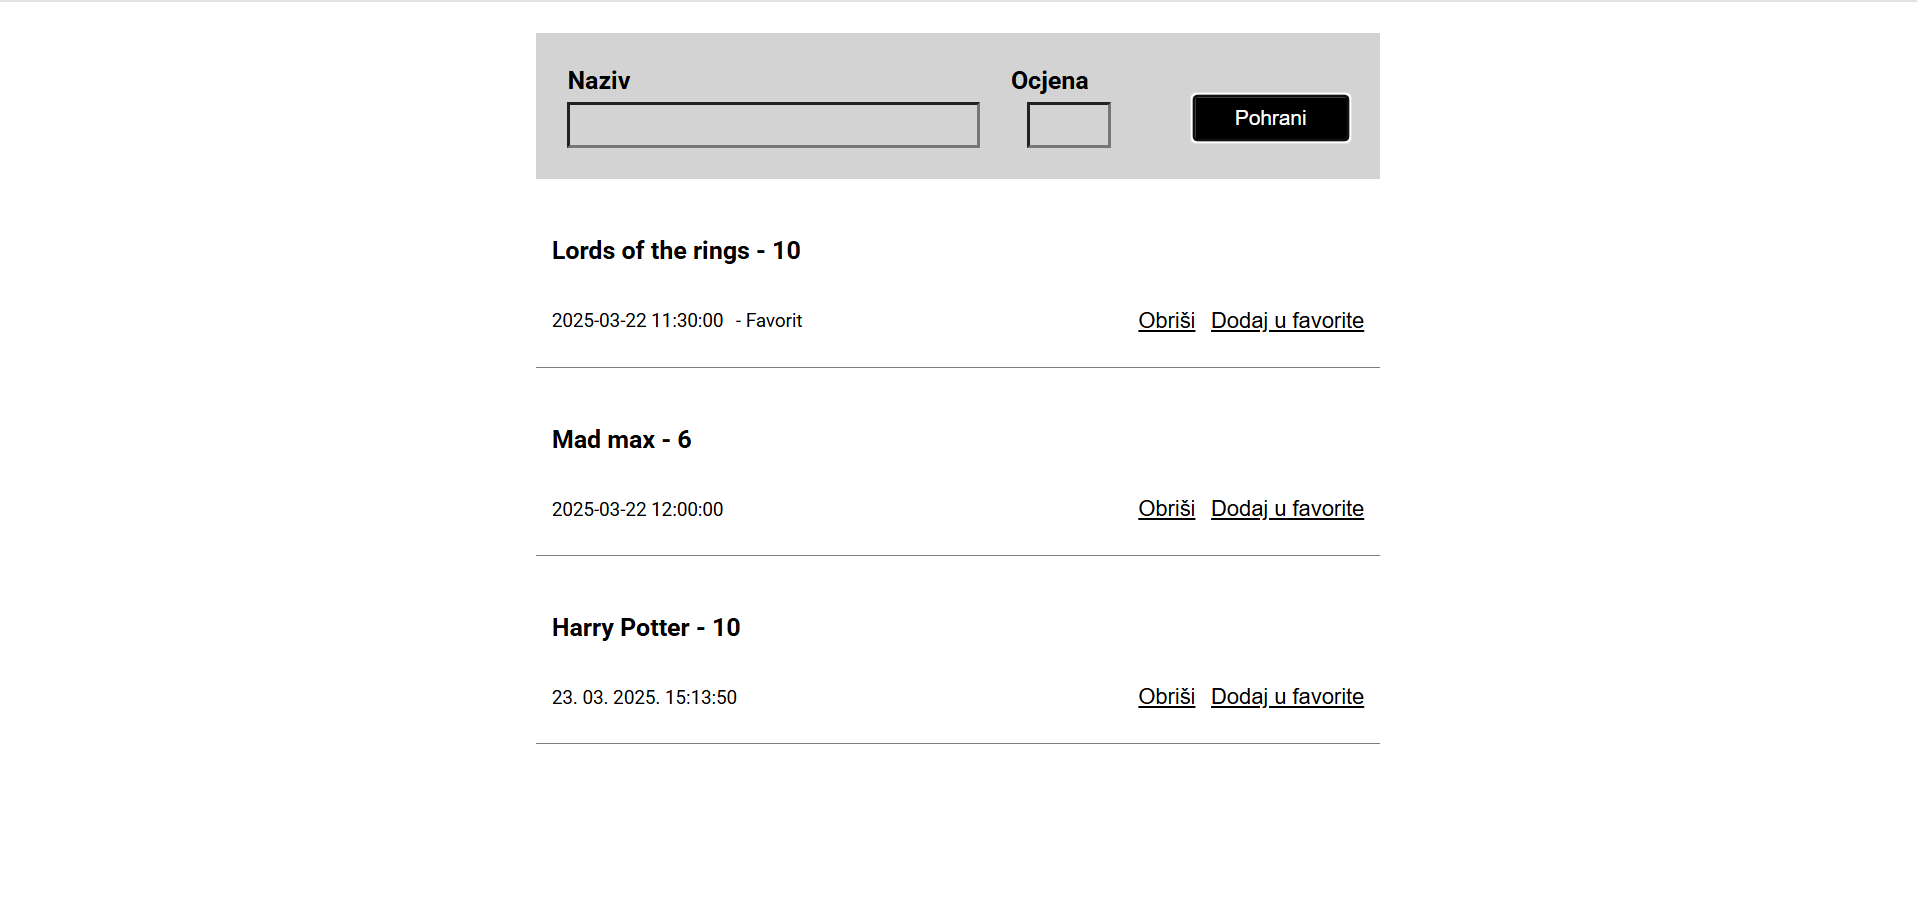 Naziv Ocjena
Pohrani
Lords of the rings - 10
2025-03-22 11:30:00 - Favorit Obriši Dodaj u favorite
Mad max - 6
2025-03-22 12:00:00 Obriši Dodaj u favorite
Harry Potter - 10
23. 03. 2025. 15:13:50 Obriši Dodaj u favorite